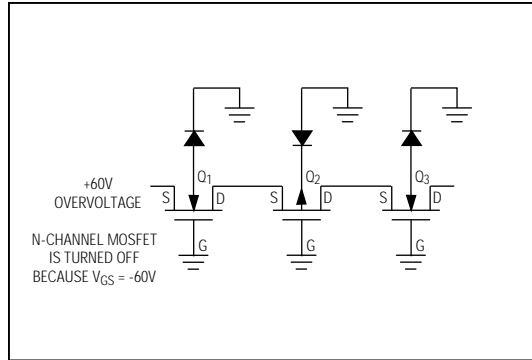 Q1 Q2 Q3
+60V
OVERVOLTAGE
S D S D S D
N-CHANNEL MOSFET
IS TURNED OFF
BECAUSE VGS = -60V
G G G